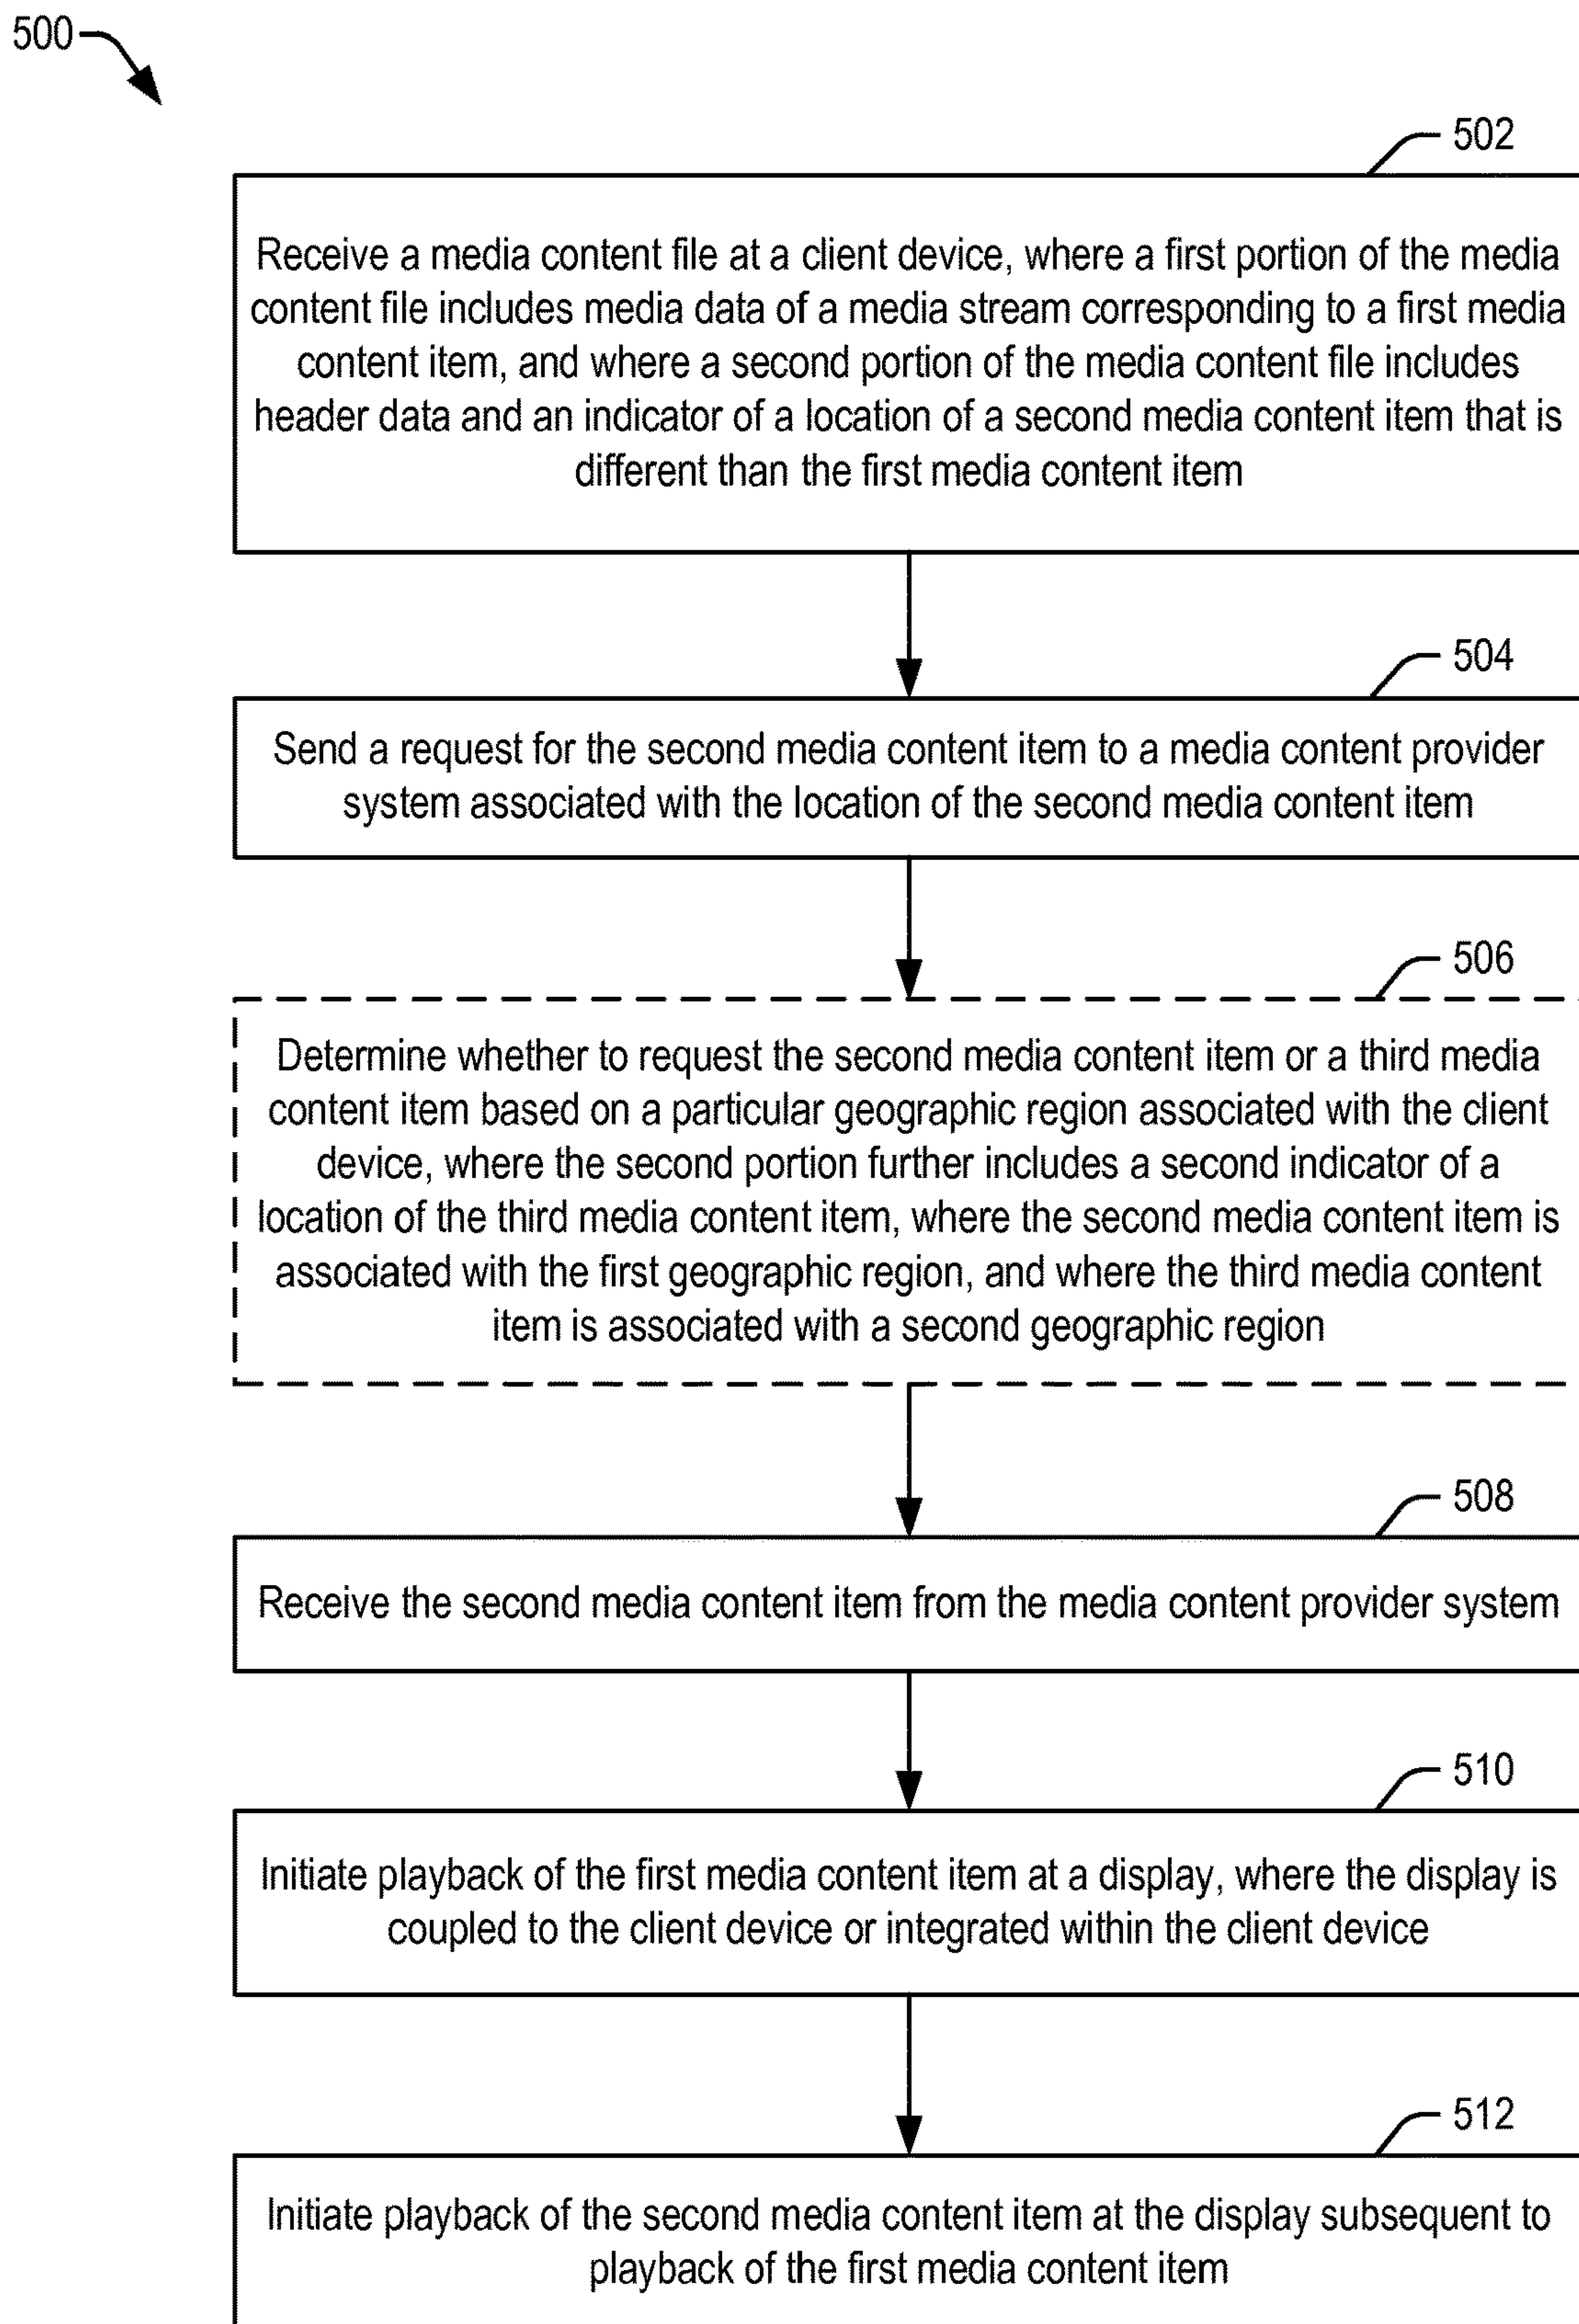 500
502
Receive a media content file at a client device, where a first portion of the media
content file includes media data of a media stream corresponding to a first media
content item, and where a second portion of the media content file includes
header data and an indicator of a location of a second media content item that is
different than the first media content item
504
Send a request for the second media content item to a media content provider
system associated with the location of the second media content item
506
Determine whether to request the second media content item or a third media
content item based on a particular geographic region associated with the client
device, where the second portion further includes a second indicator of a
location of the third media content item, where the second media content item is
associated with the first geographic region, and where the third media content
item is associated with a second geographic region
508
Receive the second media content item from the media content provider system
510
Initiate playback of the first media content item at a display, where the display is
coupled to the client device or integrated within the client device
512
Initiate playback of the second media content item at the display subsequent to
playback of the first media content item